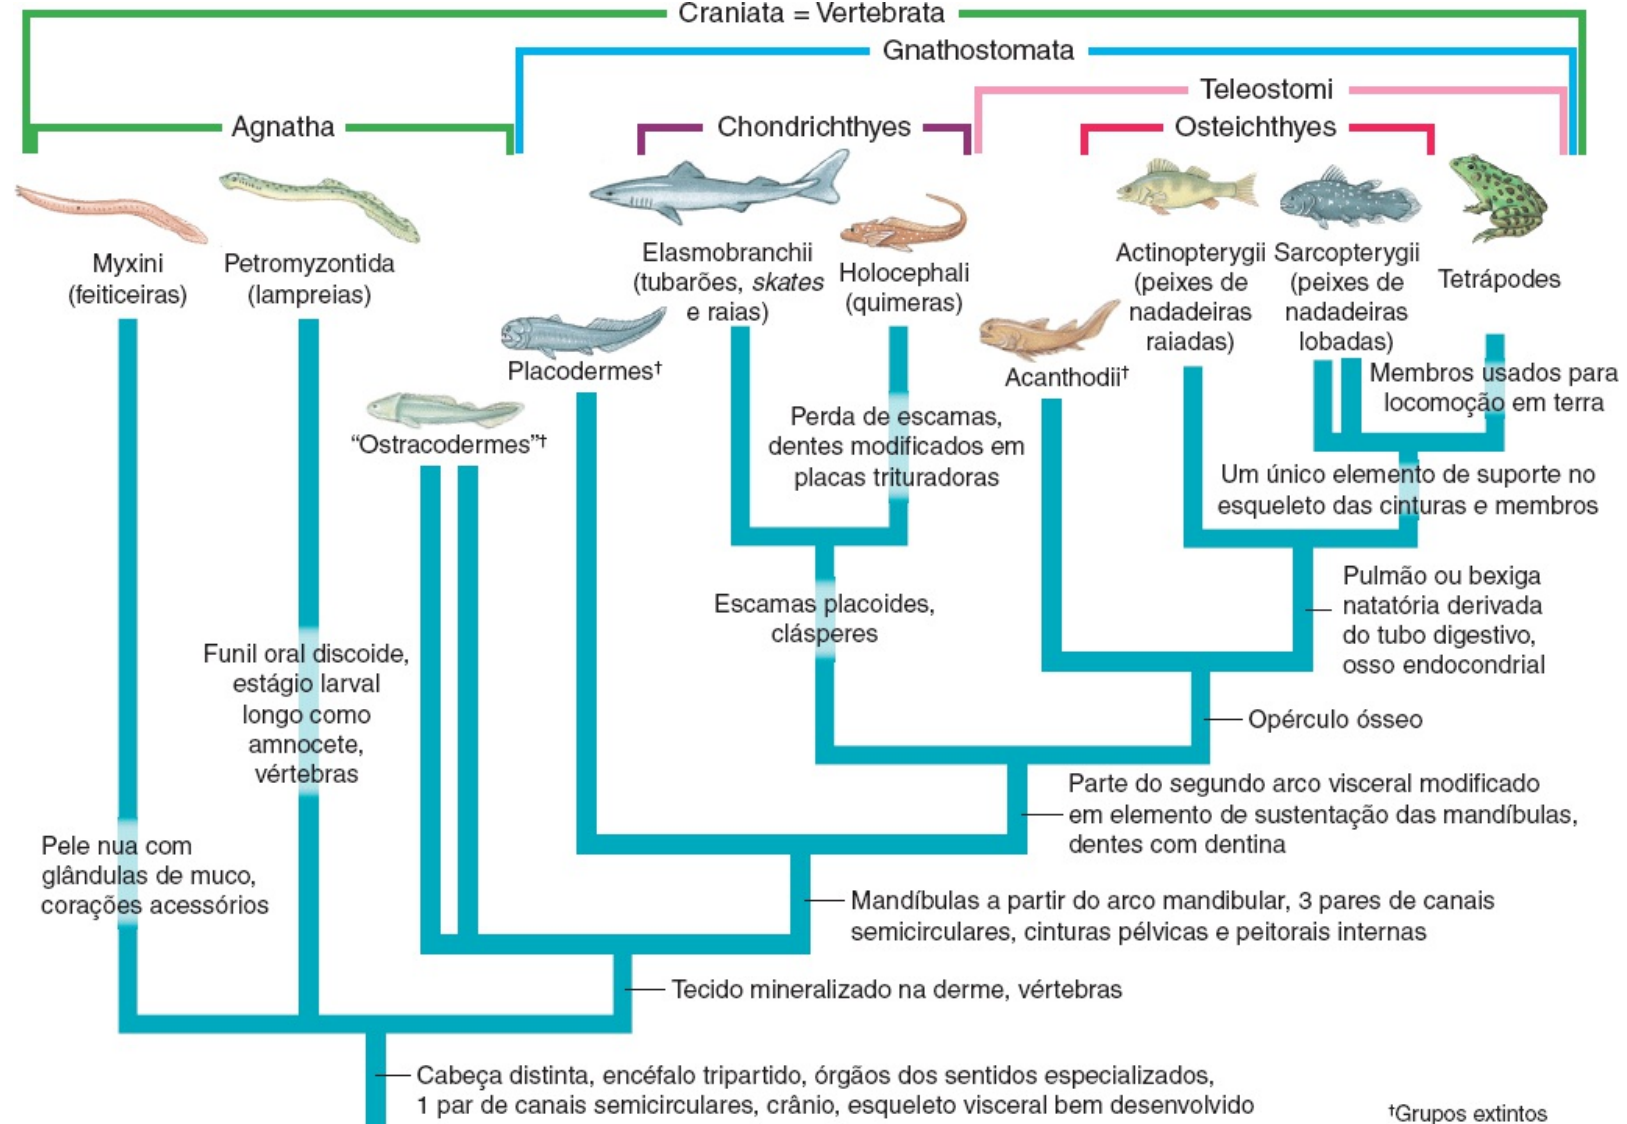 Craniata = Vertebrata
Gnathostomata
Teleostomi
Agnatha
Chondrichthyes
Osteichthyes
Myxini
(feiticeiras)
Petromyzontida
(lampreias)
"Ostracodermes"†
Placodermes†
Elasmobranchii
(tubarões, skates
e raias)
Holocephali
(quimeras)
Acanthodii†
Actinopterygii
(peixes de
nadadeiras
raiadas)
Sarcopterygii
(peixes de
nadadeiras
lobadas)
Tetrápodes
Membros usados para
locomoção em terra
Perda de escamas,
dentes modificados em
placas trituradoras
Um único elemento de suporte no
esqueleto das cinturas e membros
Escamas placoides,
clásperes
Pulmão ou bexiga
natatória derivada
do tubo digestivo,
osso endocondrial
Funil oral discoide,
estágio larval
longo como
amnocete,
vértebras
Opérculo ósseo
Parte do segundo arco visceral modificado
em elemento de sustentação das mandíbulas,
dentes com dentina
Pele nua com
glândulas de muco,
corações acessórios
Mandíbulas a partir do arco mandibular, 3 pares de canais
semicirculares, cinturas pélvicas e peitorais internas
Tecido mineralizado na derme, vértebras
Cabeça distinta, encéfalo tripartido, órgãos dos sentidos especializados,
1 par de canais semicirculares, crânio, esqueleto visceral bem desenvolvido
†Grupos extintos